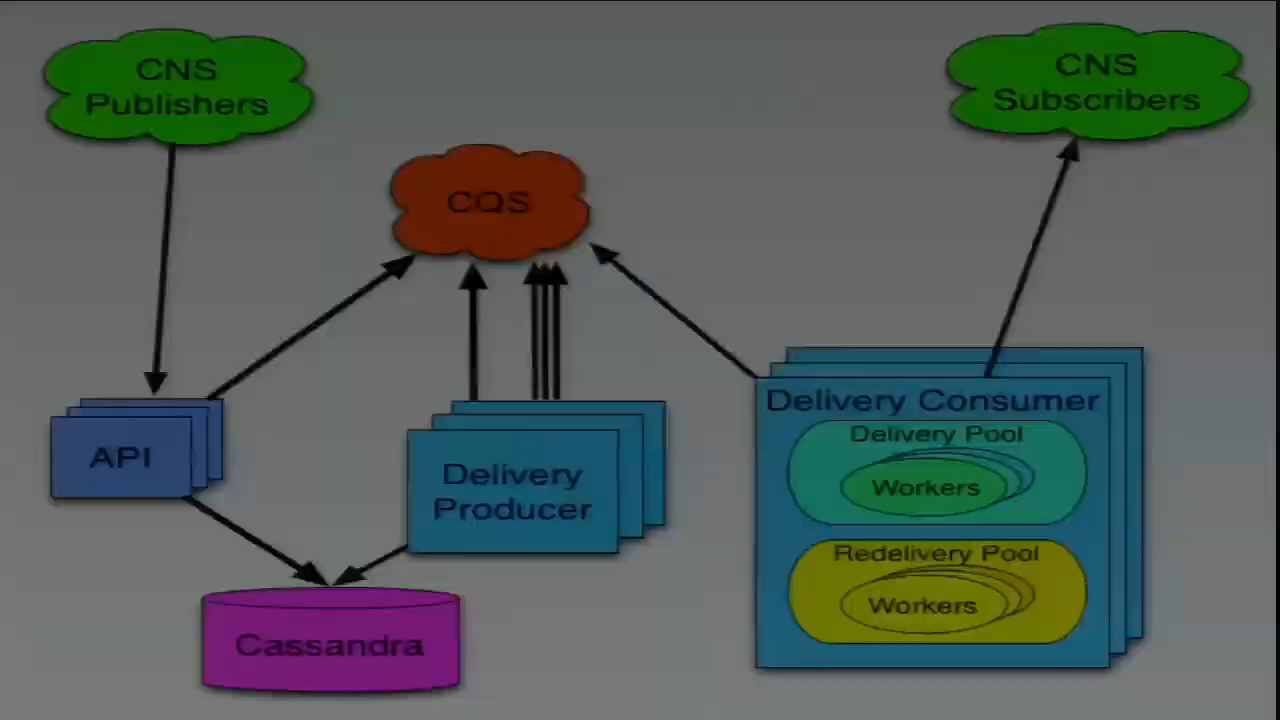 CNS
Publishers
CNS
Subscribers
CQS
API
Delivery
Producer
Delivery Consumer
Delivery Pool
Workers
Redelivery Pool
Workers
Cassandra